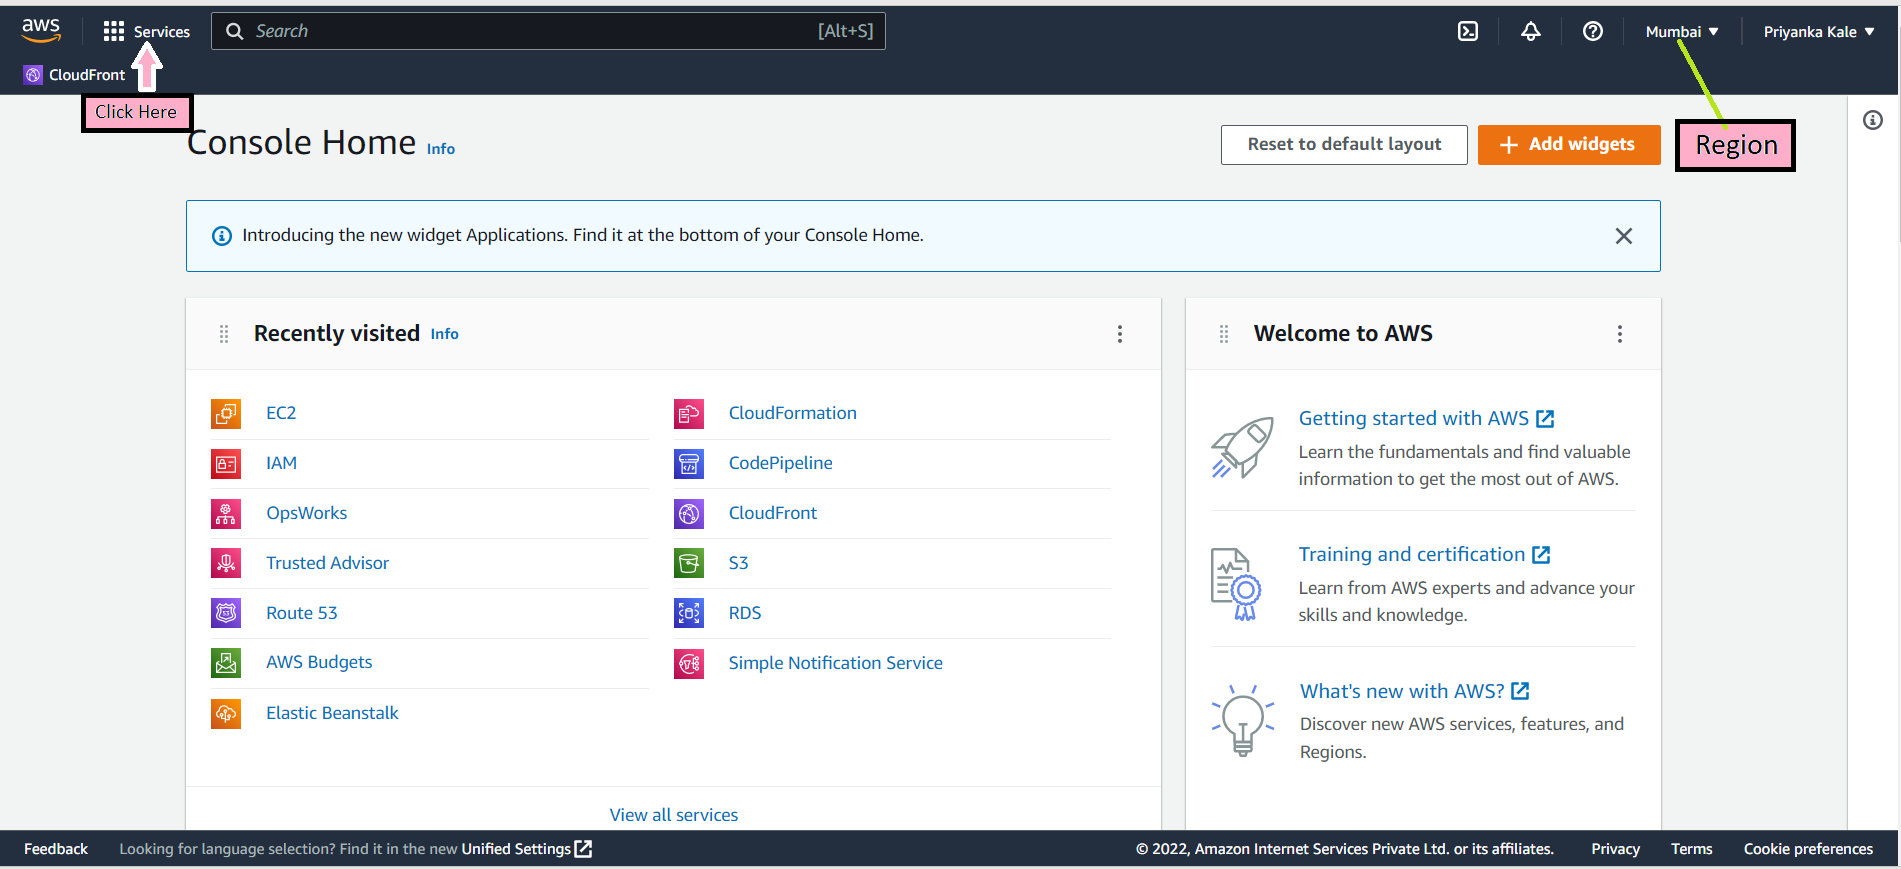 aws
Services
Search
[Alt+S]
Mumbai
Priyanka Kale
CloudFront
Click Here
Console Home Info
Reset to default layout
Add widgets
Region
Introducing the new widget Applications. Find it at the bottom of your Console Home.
Recently visited Info
EC2
IAM
OpsWorks
Trusted Advisor
Route 53
AWS Budgets
Elastic Beanstalk
CloudFormation
CodePipeline
CloudFront
S3
RDS
Simple Notification Service
View all services
Welcome to AWS
Getting started with AWS
Learn the fundamentals and find valuable
information to get the most out of AWS.
Training and certification
Learn from AWS experts and advance your
skills and knowledge.
What's new with AWS?
Discover new AWS services, features, and
Regions.
Feedback
Looking for language selection? Find it in the new Unified Settings
© 2022, Amazon Internet Services Private Ltd. or its affiliates.
Privacy
Terms
Cookie preferences